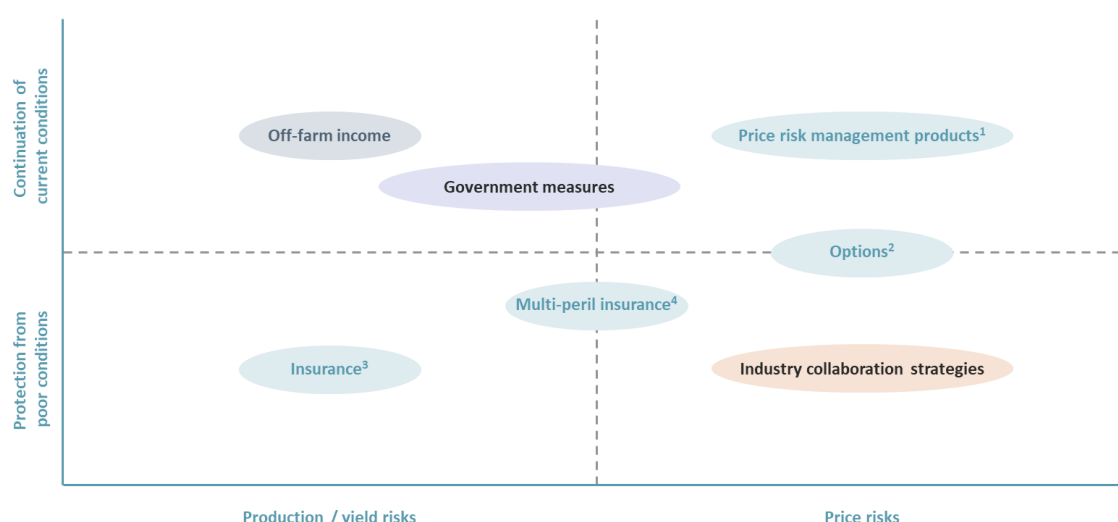 Continuation of
current conditions
Off-farm income
Price risk management products1
Government measures
Options2
Multi-peril insurance4
Protection from
poor conditions
Insurance3
Industry collaboration strategies
Production / yield risks
Price risks